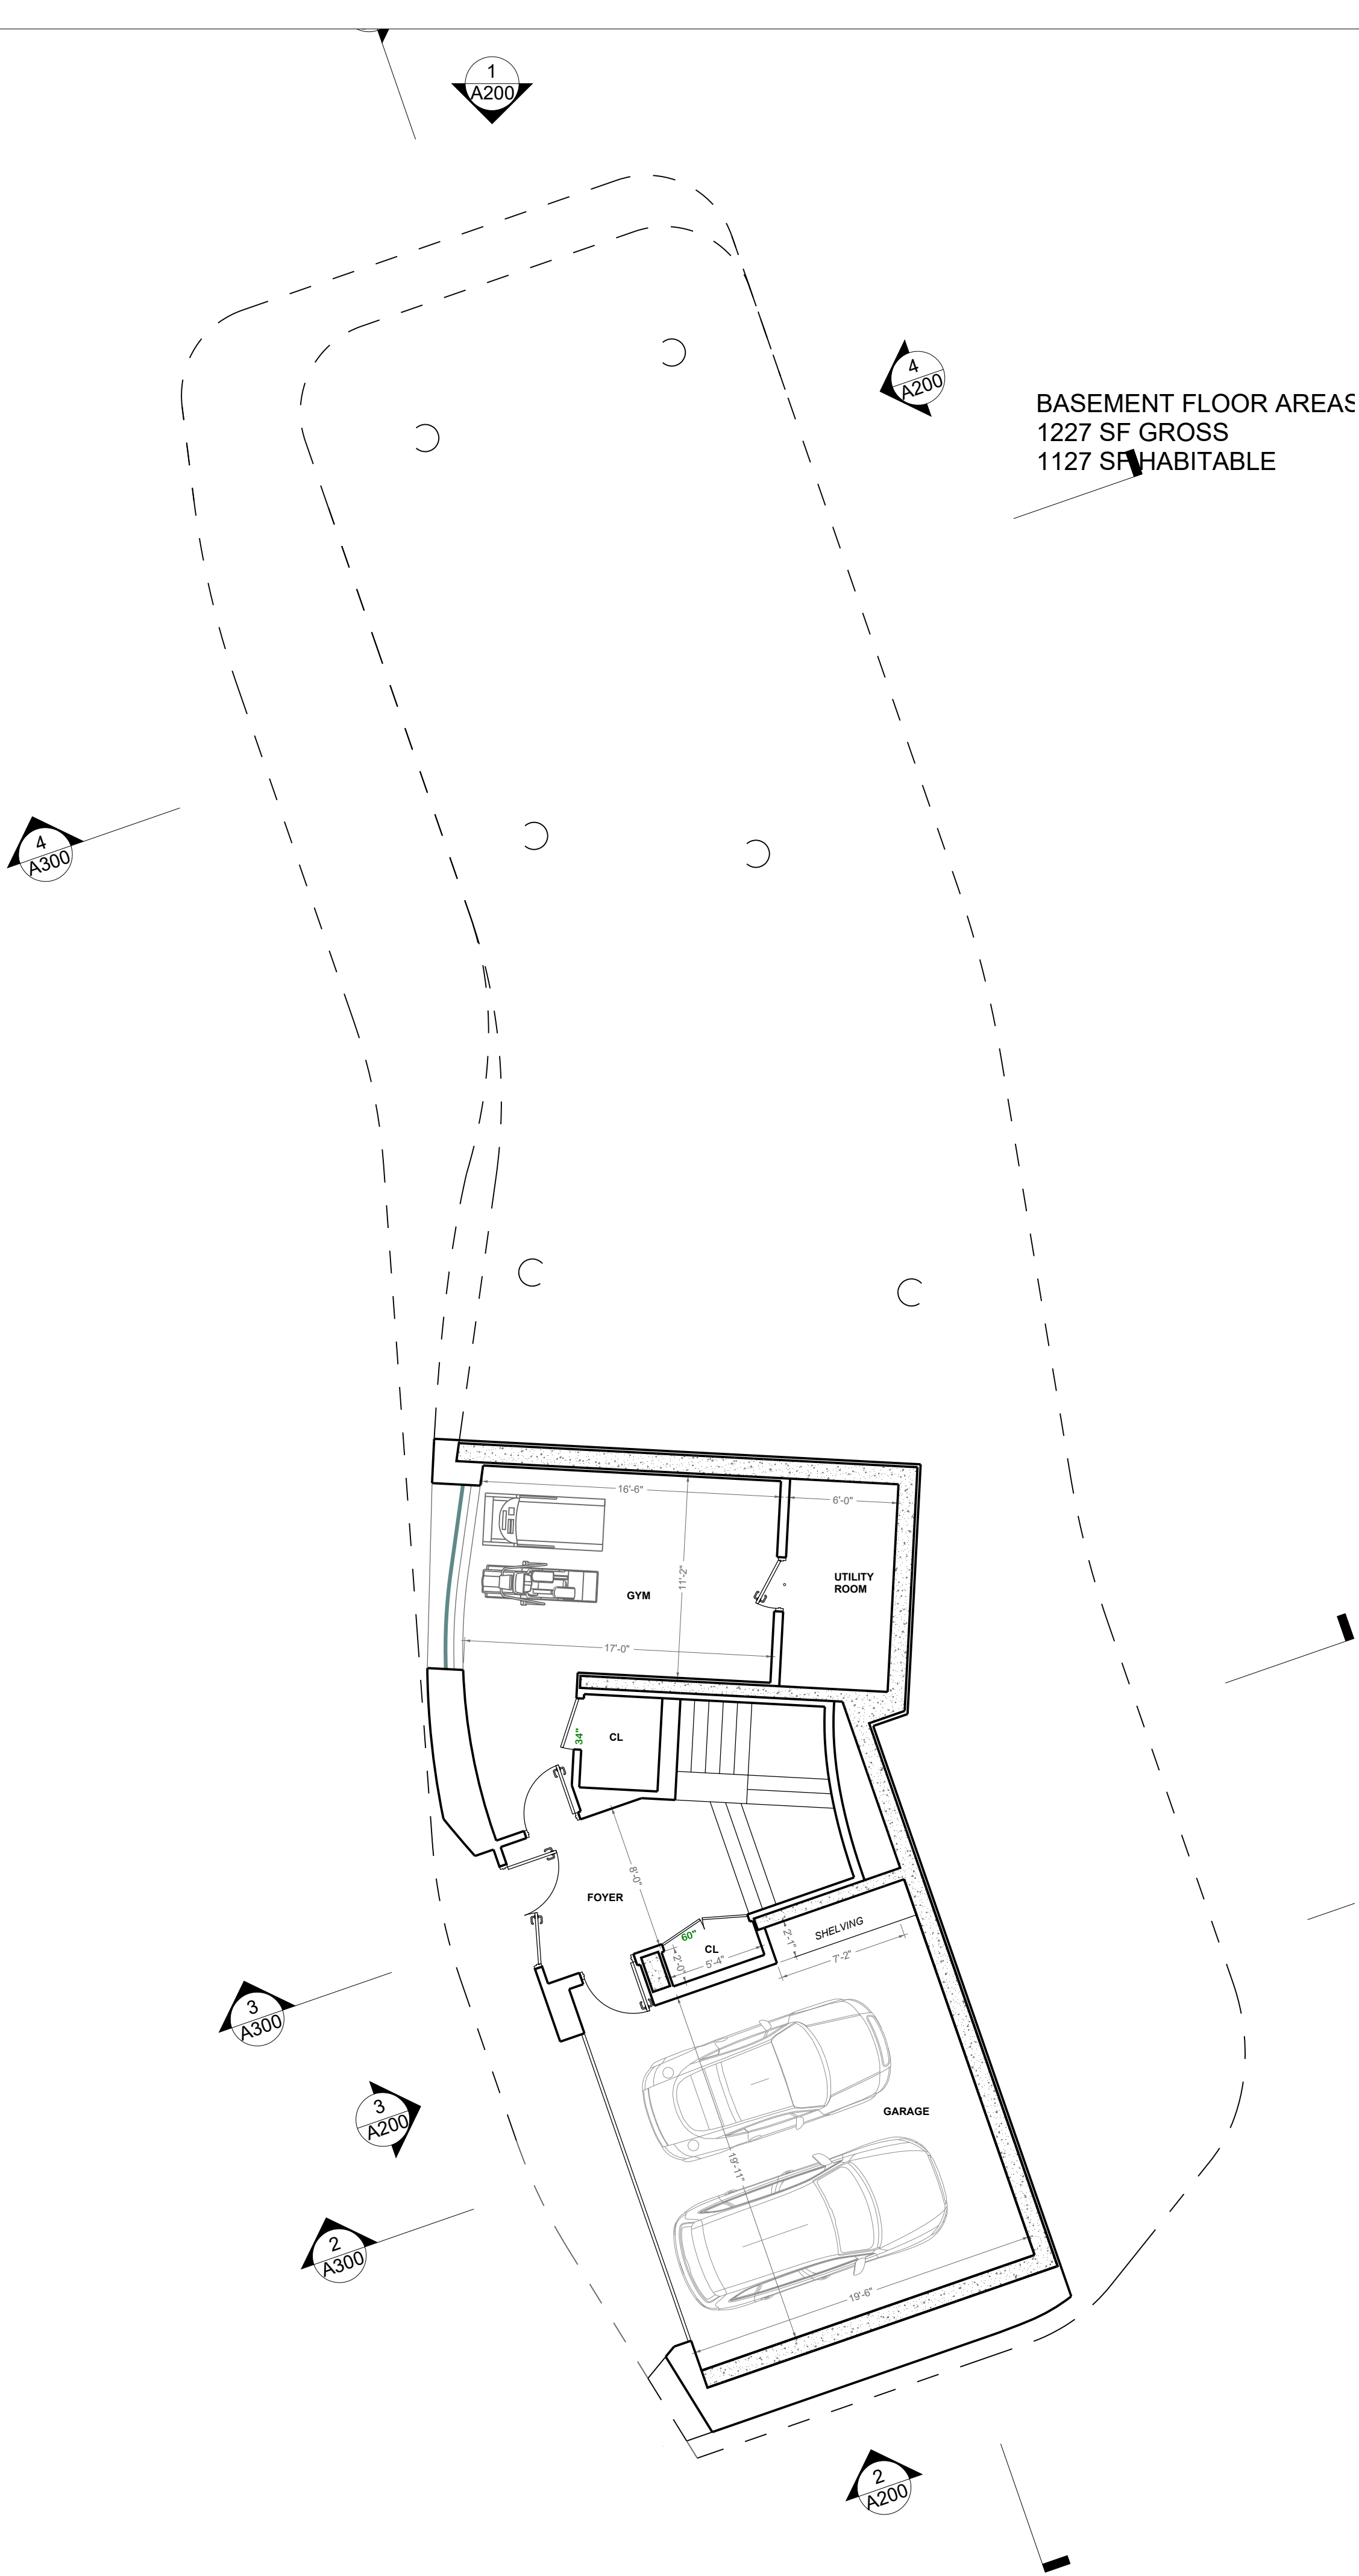 1
A200
4
A200
BASEMENT FLOOR AREAS
1227 SF GROSS
1127 SF HABITABLE
4
A300
16'-6"
6'-0"
11'-2"
GYM
UTILITY
ROOM
17'-0"
34"
CL
8'-0"
FOYER
60"
CL
2'-0"
5'-4"
2'-1"
SHELVING
7'-2"
3
A300
3
A200
GARAGE
19'-11"
2
A300
19'-6"
2
A200